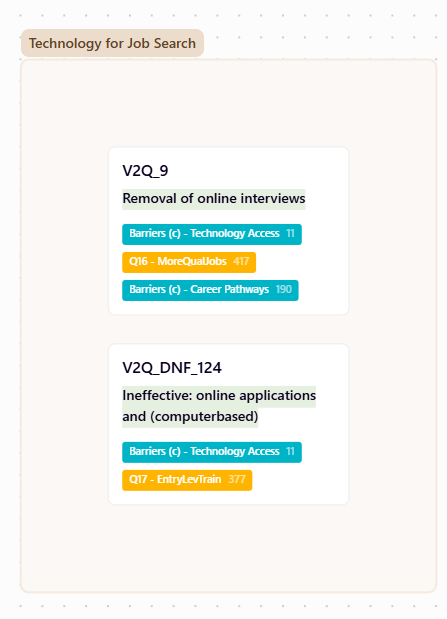 Technology for Job Search
V2Q_9
Removal of online interviews
Barriers (c) - Technology Access 11
Q16 - MoreQualJobs 417
Barriers (c) - Career Pathways 190
V2Q_DNF_124
Ineffective: online applications
and (computerbased)
Barriers (c) - Technology Access 11
Q17 - EntryLevTrain 377